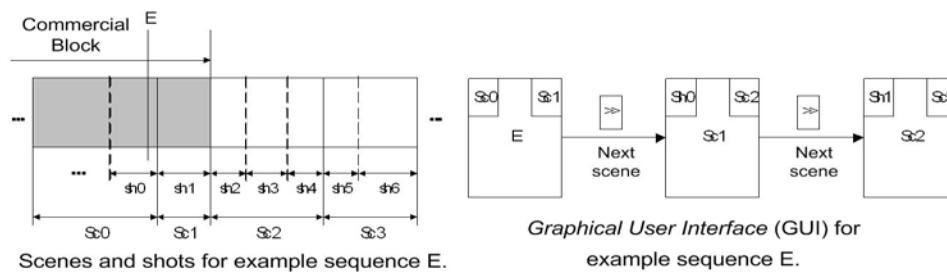 Commercial
Block
E
...
...
...
sh0 sh1 sh2 sh3 sh4 sh5 sh6
Sc0 Sc1 Sc2 Sc3
Scenes and shots for example sequence E.
Sc0 Sc1
E
>>
Next
scene
Sh0 Sc2
Sc1
>>
Next
scene
Sh1
Sc2
Graphical User Interface (GUI) for
example sequence E.